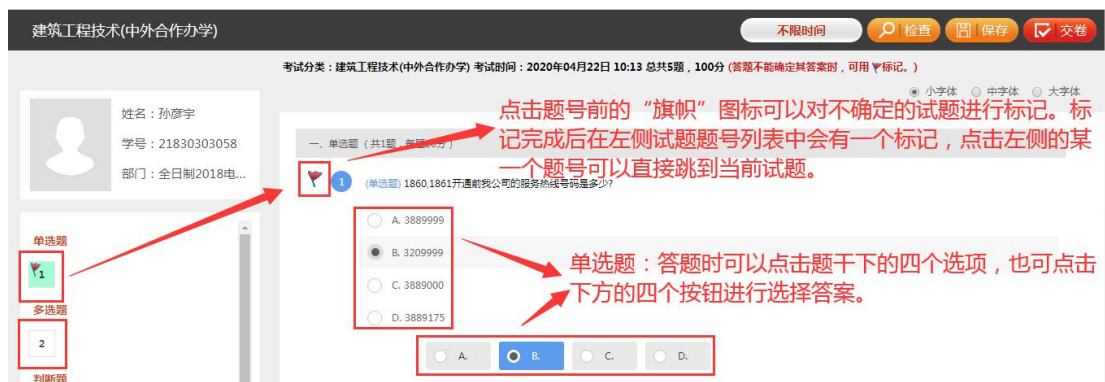 建筑工程技术(中外合作办学)
不限时间 检查 保存 交卷
考试分类：建筑工程技术(中外合作办学) 考试时间：2020年04月22日 10:13 总共5题，100分 (答题不能确定其答案时，可用 标记。)
小字体 中字体 大字体
姓名：孙彦宇
学号：21830303058
部门：全日制2018电...
点击题号前的“旗帜”图标可以对不确定的试题进行标记。标
记完成后在左侧试题题号列表中会有一个标记，点击左侧的某
一个题号可以直接跳到当前试题。
一、单选题（共1题
1 (单选题) 1860,1861开通前我公司的服务热线号码是多少?
A. 3889999
B. 3209999
C. 3889000
D. 3889175
单选题
1
多选题
2
判断题
单选题：答题时可以点击题干下的四个选项，也可点击
下方的四个按钮进行选择答案。
A. B. C. D.